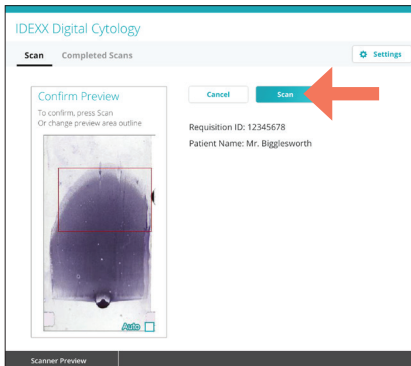 IDEXX Digital Cytology
Scan Completed Scans
Settings
Confirm Preview
To confirm, press Scan
Or change preview area outline
Auto
Cancel Scan
Requisition ID: 12345678
Patient Name: Mr. Bigglesworth
Scanner Preview